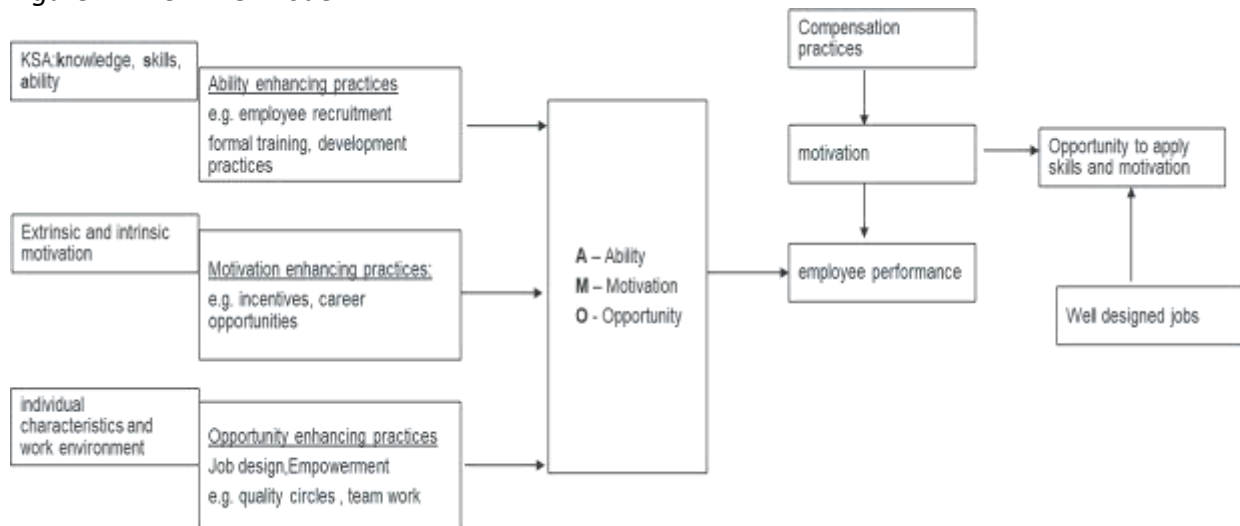 KSA:knowledge, skills,
ability
Ability enhancing practices
e.g. employee recruitment
formal training, development
practices
Extrinsic and intrinsic
motivation
Motivation enhancing practices:
e.g. incentives, career
opportunities
individual
characteristics and
work environment
Opportunity enhancing practices
Job design,Empowerment
e.g. quality circles , team work
A – Ability
M – Motivation
O - Opportunity
Compensation
practices
motivation
employee performance
Opportunity to apply
skills and motivation
Well designed jobs